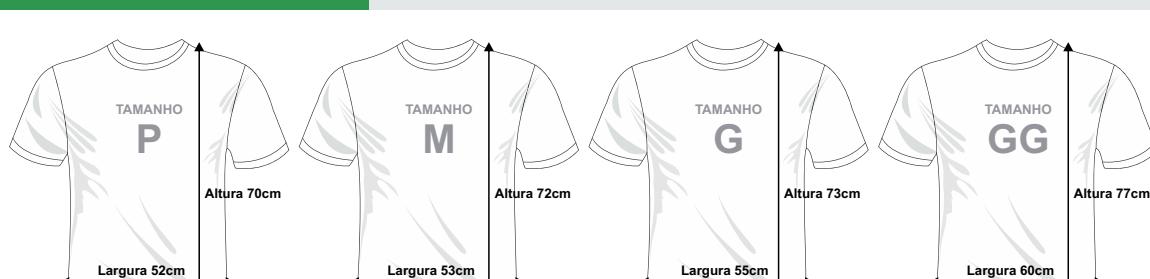 TAMANHO
P
Altura 70cm
Largura 52cm
TAMANHO
M
Altura 72cm
Largura 53cm
TAMANHO
G
Altura 73cm
Largura 55cm
TAMANHO
GG
Altura 77cm
Largura 60cm